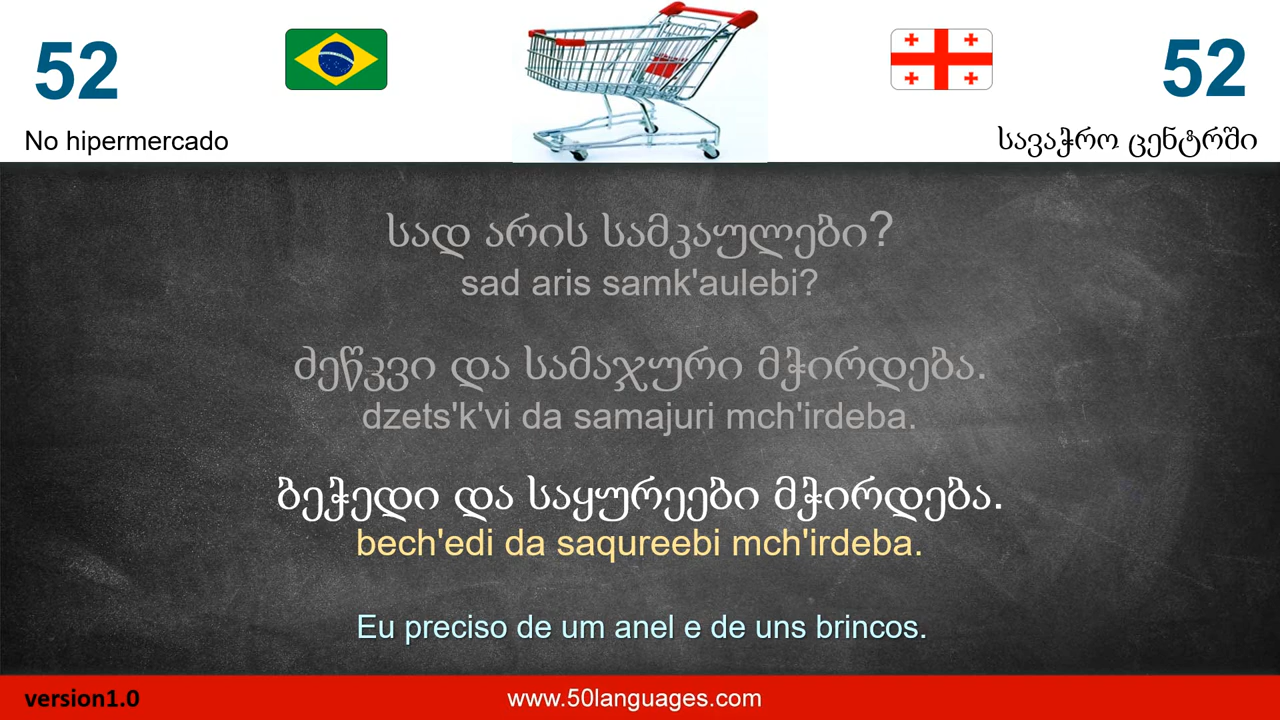 52
52
No hipermercado
სავაჭრო ცენტრში
სად არის სამკაულები?
sad aris samk'aulebi?
ძეწკვი და სამაჯური მჭირდება.
dzets'k'vi da samajuri mch'irdeba.
ბეჭედი და საყურეები მჭირდება.
bech'edi da saqureebi mch'irdeba.
Eu preciso de um anel e de uns brincos.
version1.0
www.50languages.com